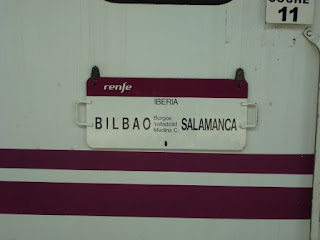 COCHE
11
renfe
IBERIA
BILBAO Burgos Valladolid Medina C. SALAMANCA